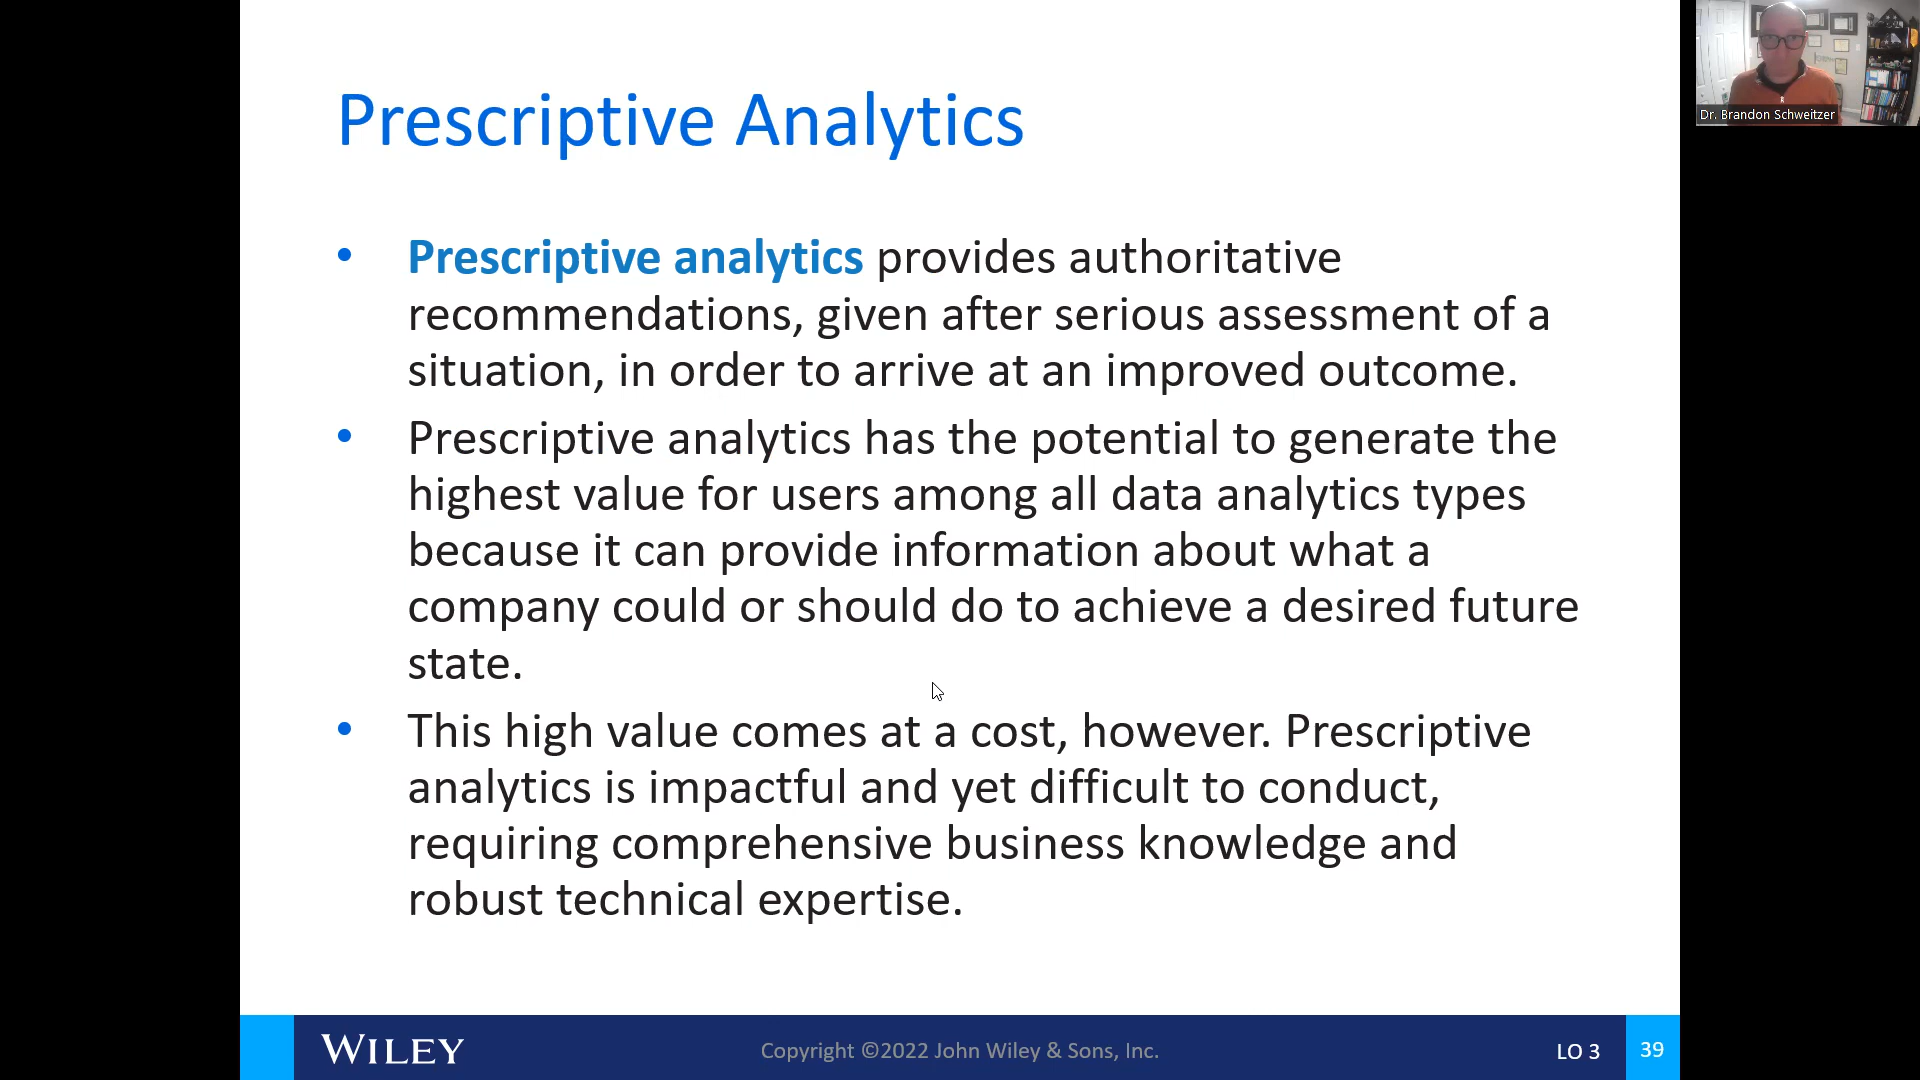 Prescriptive Analytics
• Prescriptive analytics provides authoritative
recommendations, given after serious assessment of a
situation, in order to arrive at an improved outcome.
• Prescriptive analytics has the potential to generate the
highest value for users among all data analytics types
because it can provide information about what a
company could or should do to achieve a desired future
state.
• This high value comes at a cost, however. Prescriptive
analytics is impactful and yet difficult to conduct,
requiring comprehensive business knowledge and
robust technical expertise.
Dr. Brandon Schweitzer
WILEY
Copyright ©2022 John Wiley & Sons, Inc.
LO 3
39